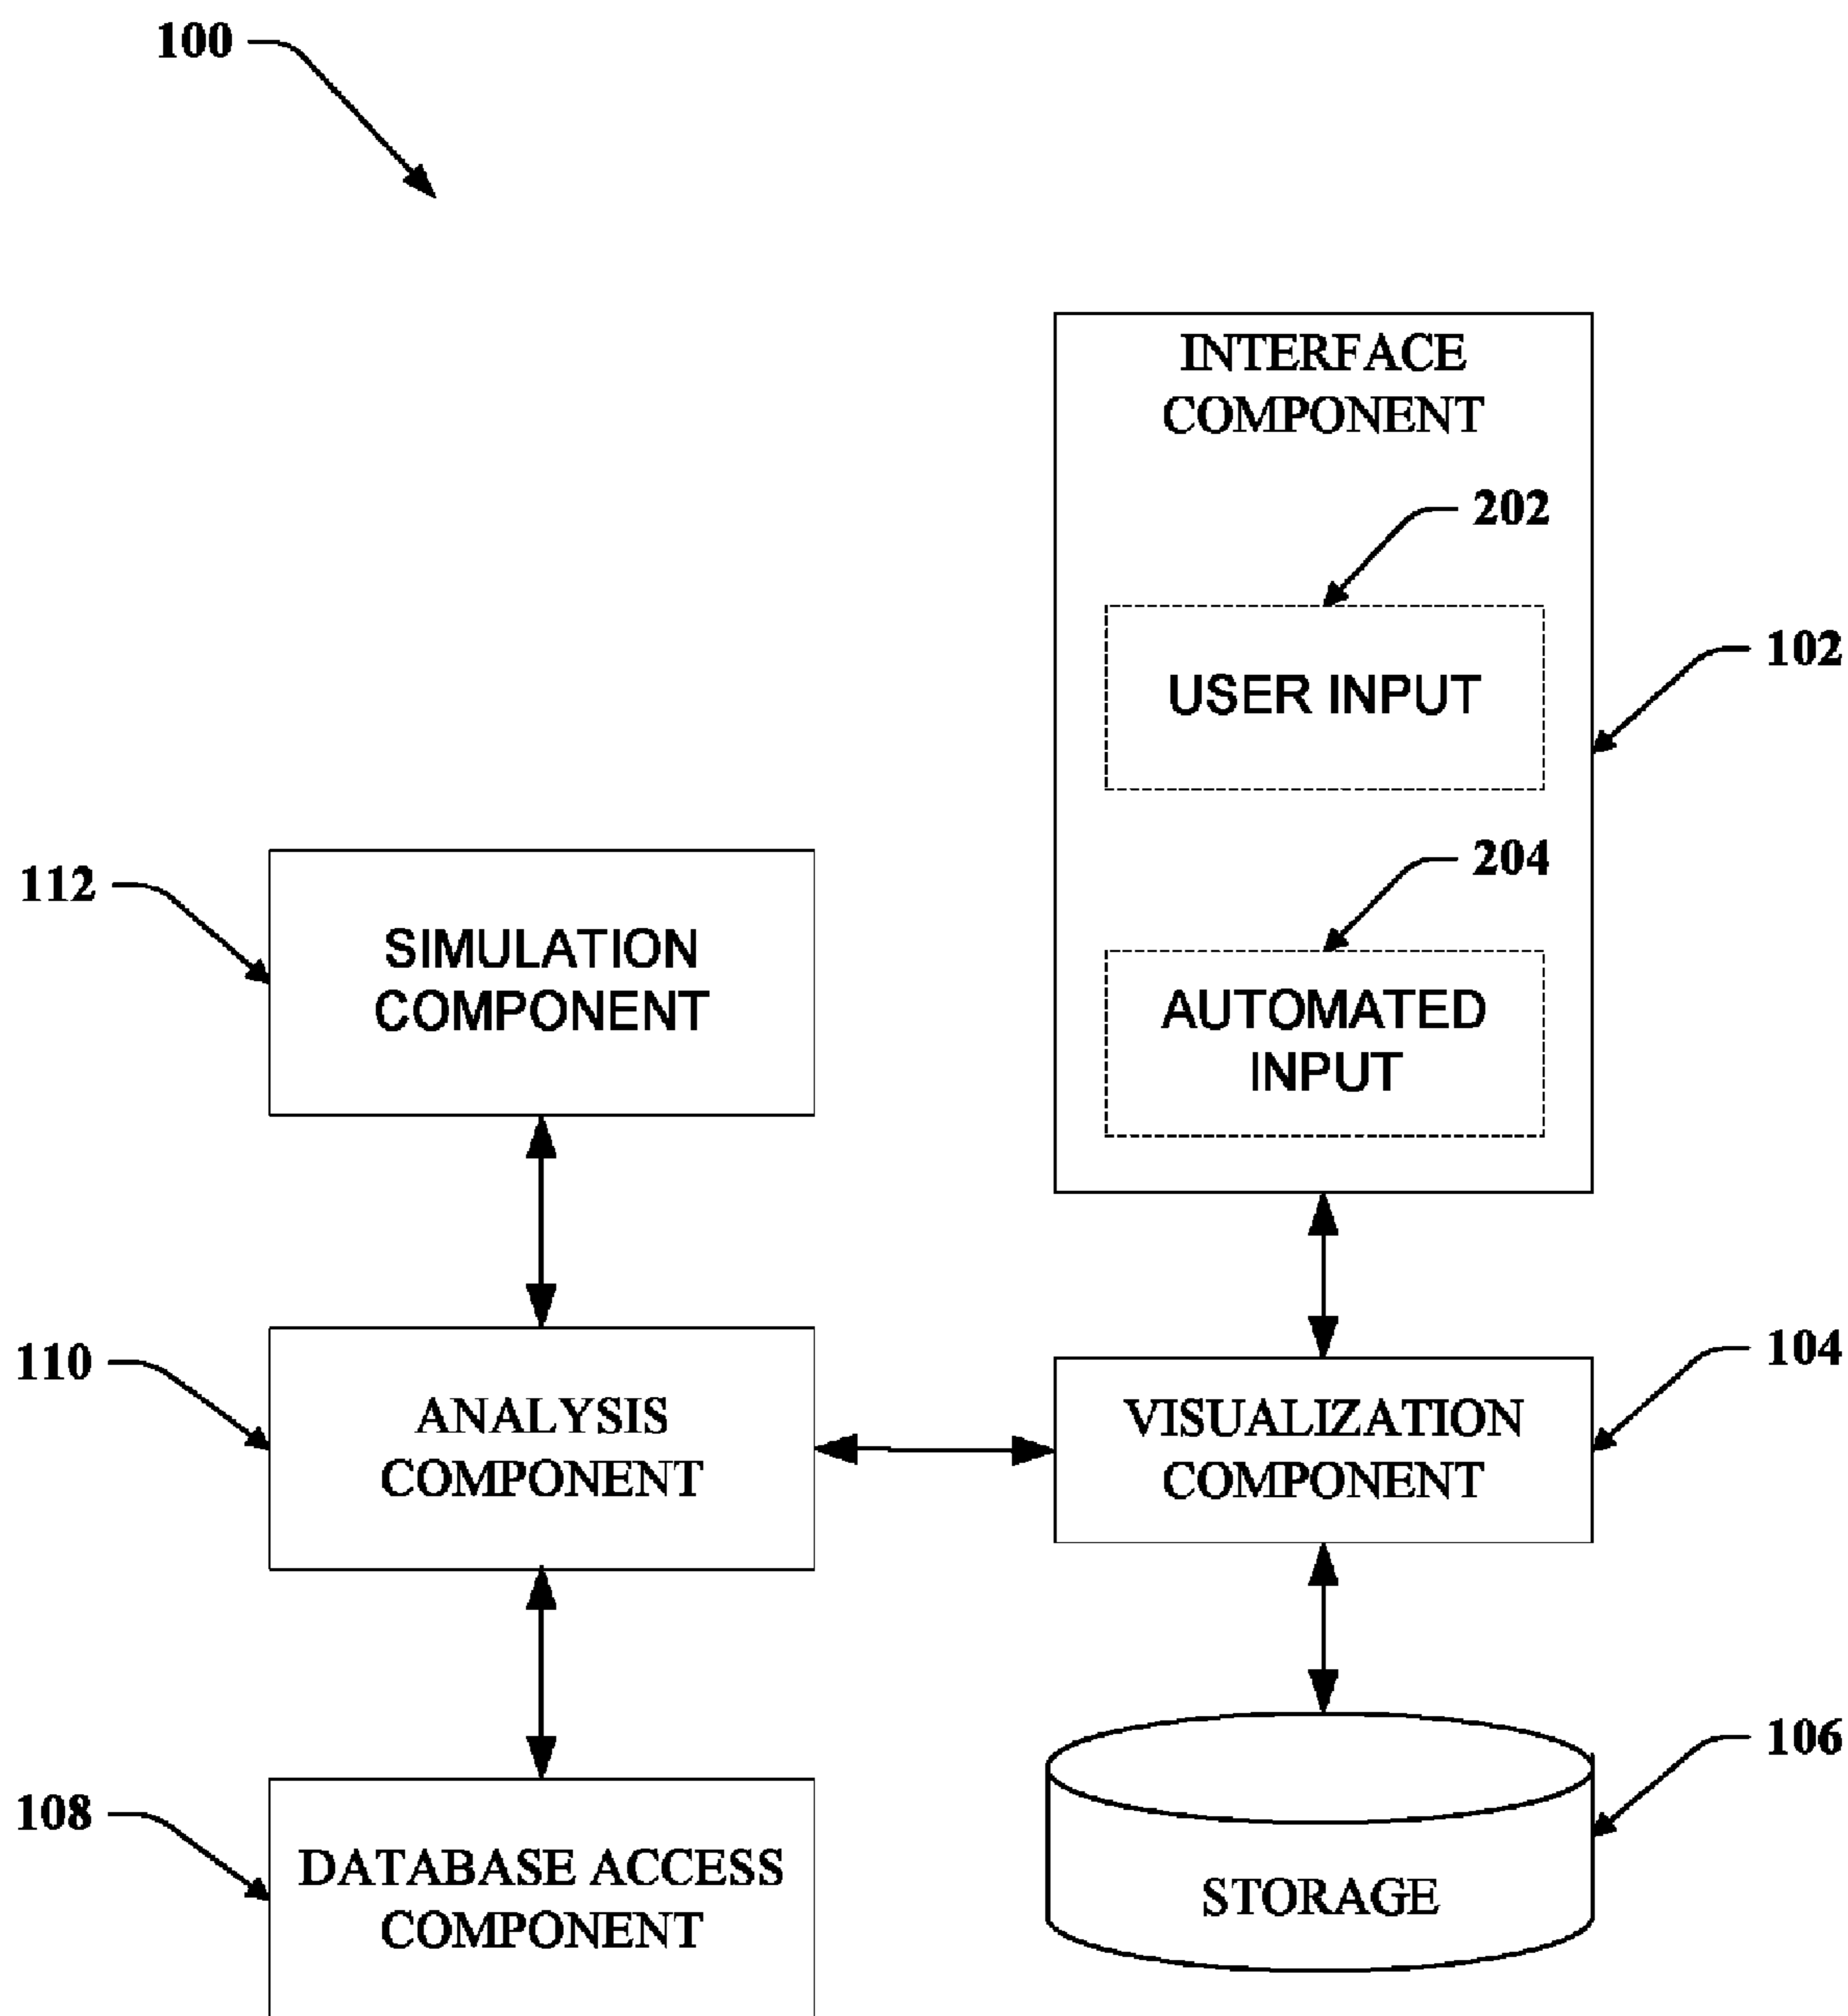 100
INTERFACE
COMPONENT
202
USER INPUT
102
204
AUTOMATED
INPUT
112
SIMULATION
COMPONENT
110
ANALYSIS
COMPONENT
104
VISUALIZATION
COMPONENT
108
DATABASE ACCESS
COMPONENT
106
STORAGE